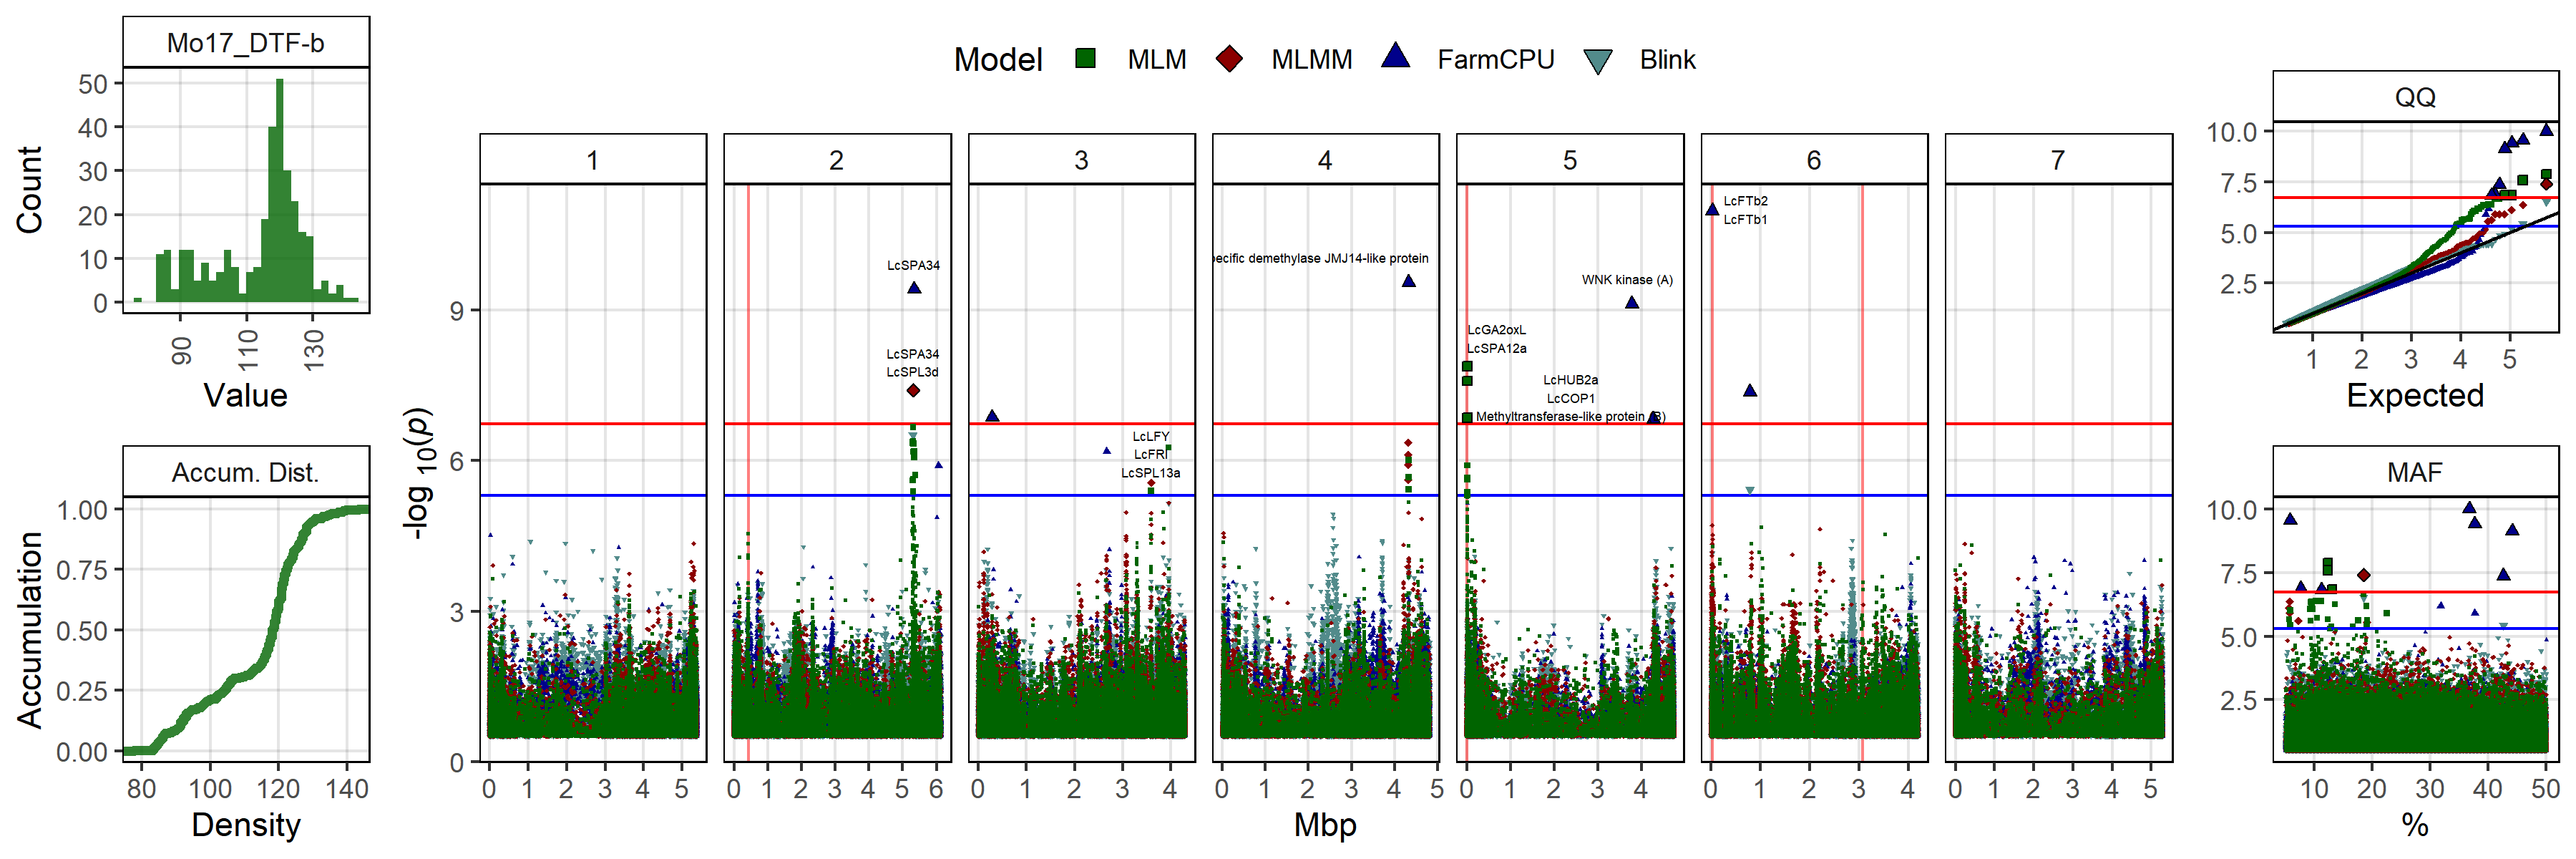 Mo17_DTF-b
Count
50
40
30
20
10
0
90
110
130
Value
Accum. Dist.
Accumulation
1.00
0.75
0.50
0.25
0.00
80
100
120
140
Density
Model
MLM
MLMM
FarmCPU
Blink
-log 10(p)
9
6
3
0
1
2
3
4
5
6
7
LcSPA34
LcSPA34
LcSPL3d
LcLFY
LcFRI
LcSPL13a
pecific demethylase JMJ14-like protein
WNK kinase (A)
LcGA2oxL
LcSPA12a
LcHUB2a
LcCOP1
Methyltransferase-like protein (B)
LcFTb2
LcFTb1
0 1 2 3 4 5
0 1 2 3 4 5 6
0 1 2 3 4
0 1 2 3 4 5
0 1 2 3 4
0 1 2 3 4
0 1 2 3 4 5
Mbp
QQ
10.0
7.5
5.0
2.5
1 2 3 4 5
Expected
MAF
10.0
7.5
5.0
2.5
10 20 30 40 50
%